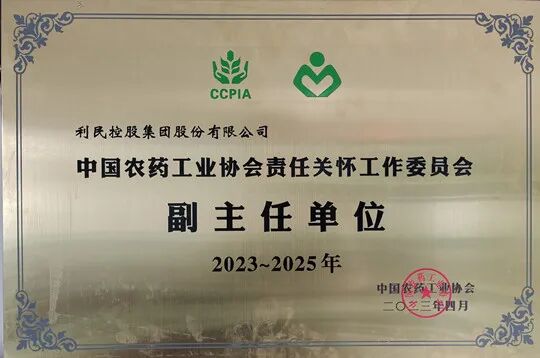 CCPIA
利民控股集团股份有限公司
中国农药工业协会责任关怀工作委员会
副主任单位
2023~2025年
中国农药工业协会
二〇二三年四月